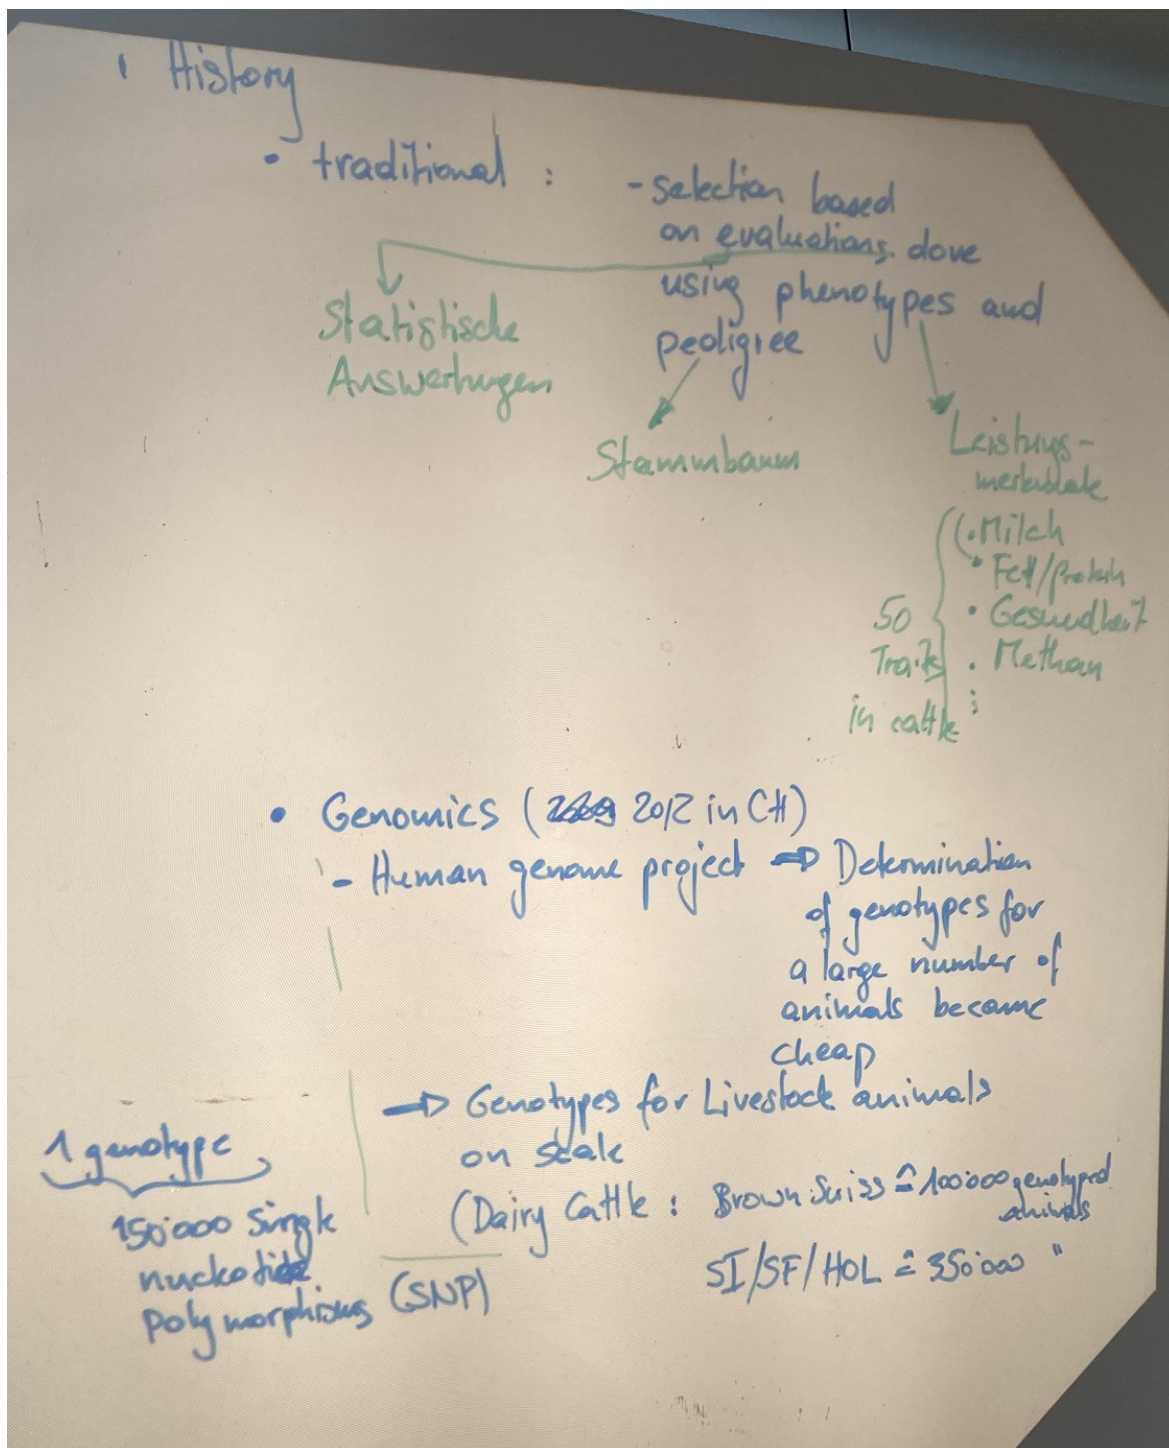 1 History
• traditional : - selection based
on evaluations done
using phenotypes and
pedigree
Statistische
Auswertungen
Stammbaum
Leistungs-
merkmale
• Milch
• Fett/Protein
• Gesundheit
• Methan
50
Traits
in cattle
• Genomics (2012 in CH)
- Human genome project ⇒ Determination
of genotypes for
a large number of
animals became
cheap
⇒ Genotypes for Livestock animals
on scale
(Dairy Cattle : Brown Swiss ≙ 100'000 genotyped
animals
SI/SF/HOL ≙ 350'000 "
1 genotype
150'000 Single
nucleotide
polymorphisms (SNP)